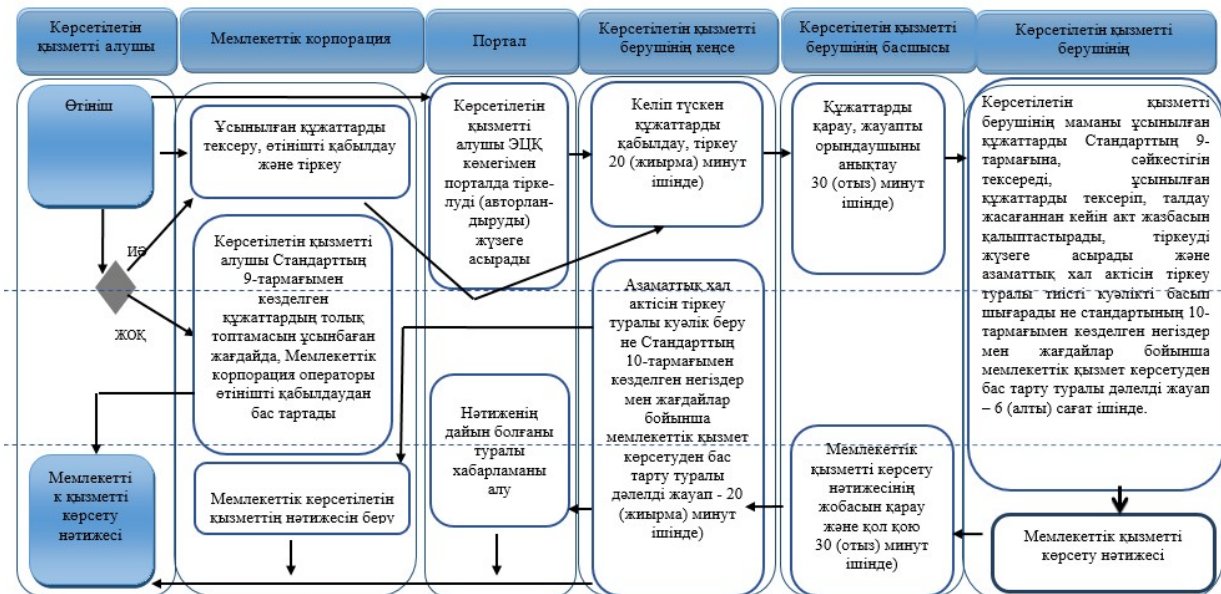 Көрсетілетін
қызметті алушы
Мемлекеттік корпорация
Портал
Көрсетілетін қызметті
берушінің кеңсе
Көрсетілетін қызметті
берушінің басшысы
Көрсетілетін қызметті
берушінің
Өтініш
Ұсынылған құжаттарды
тексеру, өтінішті қабылдау
және тіркеу
Көрсетілетін
қызметті
алушы ЭЦҚ
көмегімен
порталда тірке-
луді (авторлан-
дыруды)
жүзеге
асырады
Келіп түскен
құжаттарды
қабылдау, тіркеу
20 (жиырма) минут
ішінде)
Құжаттарды
қарау, жауапты
орындаушыны
анықтау
30 (отыз) минут
ішінде)
Көрсетілетін қызметті
берушінің маманы ұсынылған
құжаттарды Стандарттың 9-
тармағына, сәйкестігін
тексереді, ұсынылған
құжаттарды тексеріп, талдау
жасағаннан кейін акт жазбасын
қалыптастырады, тіркеуді
жүзеге асырады және
азаматтық хал актісін тіркеу
туралы тиісті куәлікті басып
шығарады не стандартының 10-
тармағымен көзделген негіздер
мен жағдайлар бойынша
мемлекеттік қызмет көрсетуден
бас тарту туралы дәлелді жауап
– 6 (алты) сағат ішінде.
ИӘ
ЖОҚ
Көрсетілетін қызметті
алушы Стандарттың
9-тармағымен
көзделген
құжаттардың толық
топтамасын ұсынбаған
жағдайда, Мемлекеттік
корпорация операторы
өтінішті қабылдаудан
бас тартады
Азаматтық хал
актісін тіркеу
туралы куәлік беру
не Стандарттың
10-тармағымен
көзделген негіздер
мен жағдайлар
бойынша
мемлекеттік қызмет
көрсетуден бас
тарту туралы
дәлелді жауап - 20
(жиырма) минут
ішінде)
Нәтиженің
дайын болғаны
туралы
хабарламаны
алу
Мемлекетті
к қызметті
көрсету
нәтижесі
Мемлекеттік көрсетілетін
қызметтің нәтижесін беру
Мемлекеттік
қызметті көрсету
нәтижесінің
жобасын қарау
және қол қою
30 (отыз) минут
ішінде)
Мемлекеттік қызметті
көрсету нәтижесі